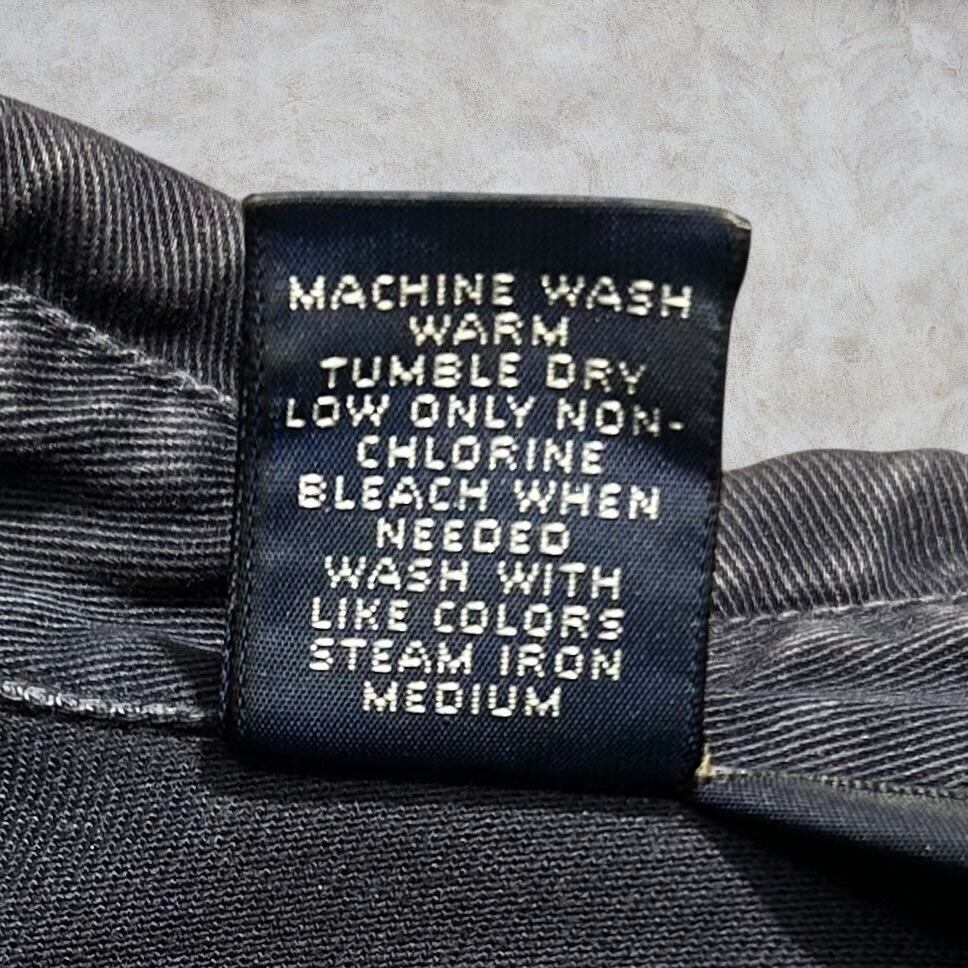 MACHINE WASH
WARM
TUMBLE DRY
LOW ONLY NON-
CHLORINE
BLEACH WHEN
NEEDED
WASH WITH
LIKE COLORS
STEAM IRON
MEDIUM